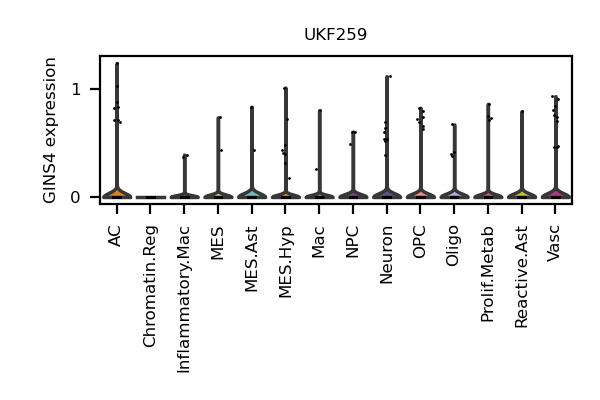 UKF259
GINS4 expression
1
0
AC
Chromatin.Reg
Inflammatory.Mac
MES
MES.Ast
MES.Hyp
Mac
NPC
Neuron
OPC
Oligo
Prolif.Metab
Reactive.Ast
Vasc